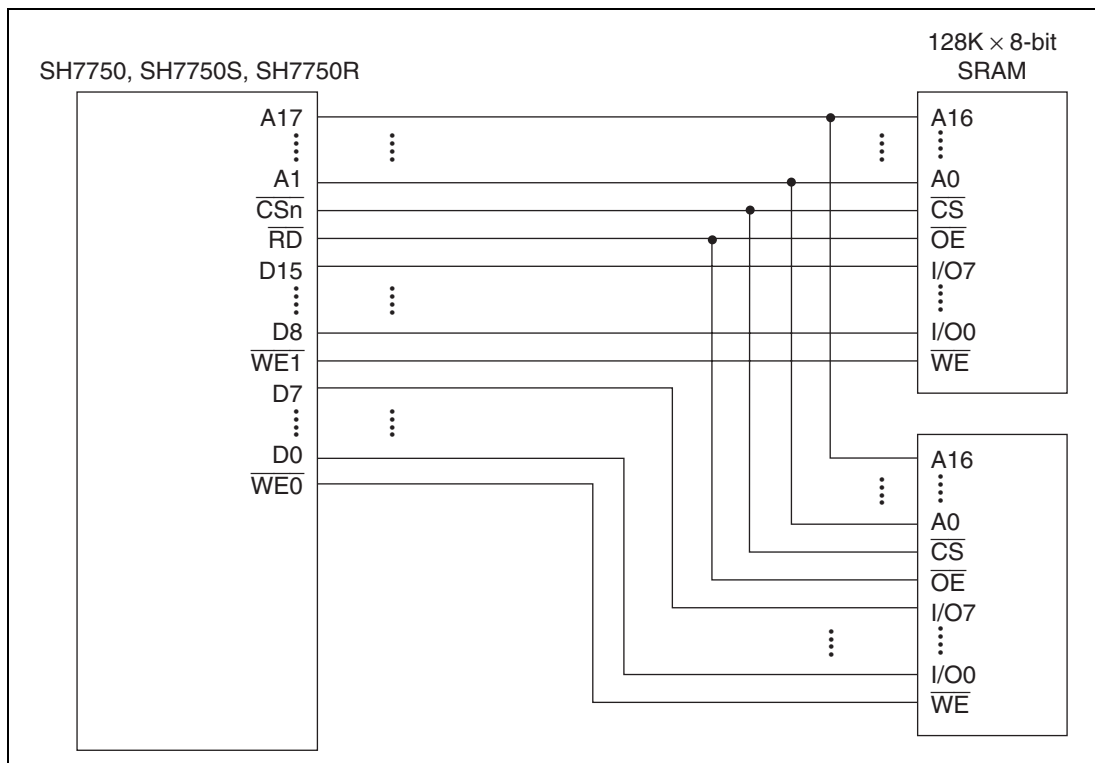 128K × 8-bit
SRAM
SH7750, SH7750S, SH7750R
A17
A1
CSn
RD
D15
D8
WE1
D7
D0
WE0
A16
A0
CS
OE
I/O7
I/O0
WE
A16
A0
CS
OE
I/O7
I/O0
WE